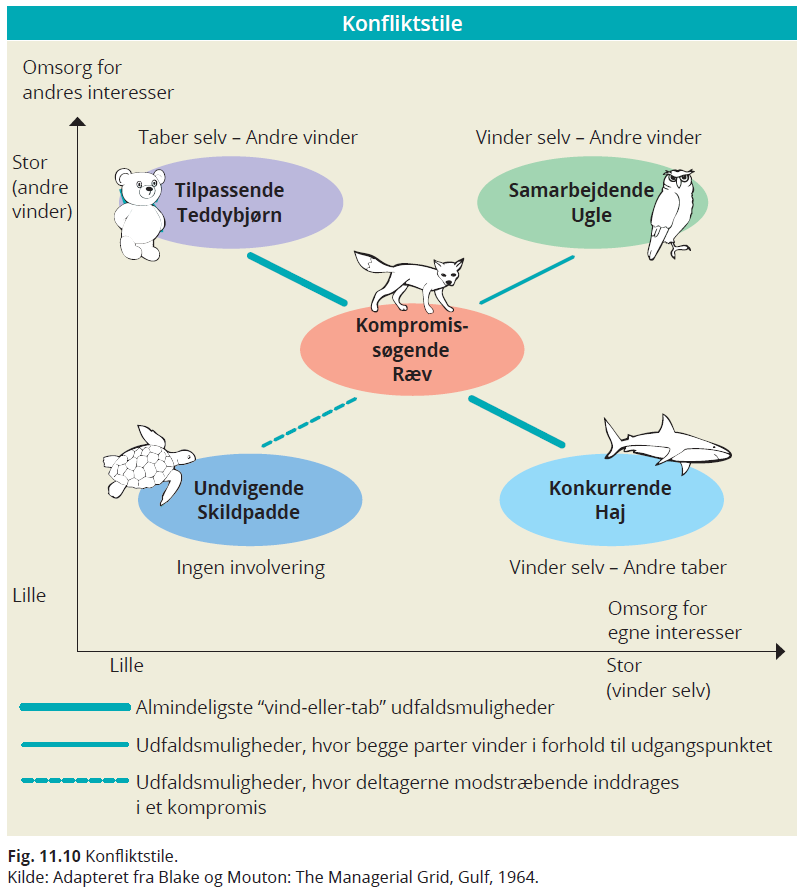 Konfliktstile
Omsorg for
andres interesser
Taber selv – Andre vinder
Vinder selv – Andre vinder
Stor
(andre
vinder)
Tilpassende
Teddybjørn
Samarbejdende
Ugle
Kompromis-
søgende
Ræv
Undvigende
Skildpadde
Konkurrende
Haj
Ingen involvering
Vinder selv – Andre taber
Lille
Omsorg for
egne interesser
Lille
Stor
(vinder selv)
Almindeligste “vind-eller-tab” udfaldsmuligheder
Udfaldsmuligheder, hvor begge parter vinder i forhold til udgangspunktet
Udfaldsmuligheder, hvor deltagerne modstræbende inddrages
i et kompromis
Fig. 11.10 Konfliktstile.
Kilde: Adapteret fra Blake og Mouton: The Managerial Grid, Gulf, 1964.